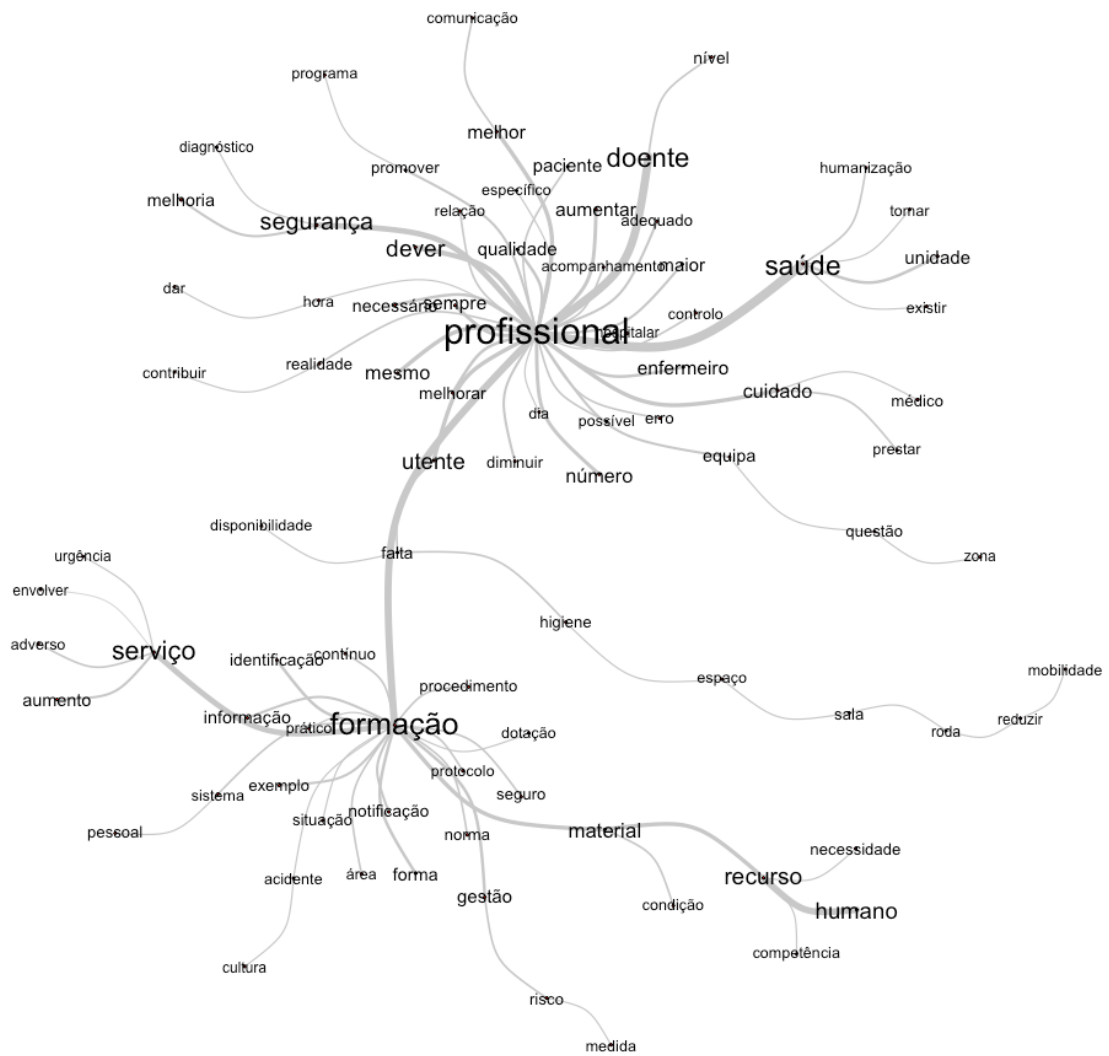 comunicação
nível
programa
melhor
diagnóstico
doente
paciente
promover
humanização
específico
melhoria
relação
aumentar
tornar
segurança
adequado
dever
qualidade
unidade
acompanhamento
maior
saúde
dar
hora
necessário
sempre
existir
controlo
profissional
hospitalar
realidade
contribuir
mesmo
enfermeiro
melhorar
cuidado
médico
dia
possível
erro
prestar
utente
diminuir
número
equipa
disponibilidade
questão
urgência
falta
zona
envolver
higiene
adverso
serviço
identificação
contínuo
mobilidade
procedimento
espaço
aumento
informação
prático
formação
sala
reduzir
dotação
roda
protocolo
sistema
exemplo
seguro
situação
notificação
pessoal
norma
material
necessidade
acidente
área
forma
recurso
gestão
condição
humano
competência
cultura
risco
medida